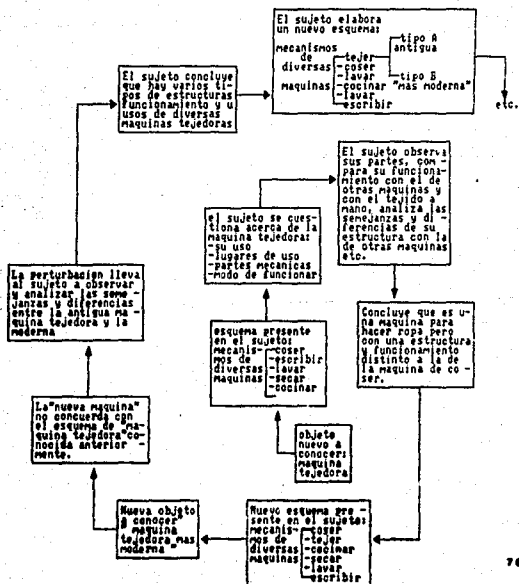 El sujeto elabora
un nuevo esquema:
tipo A
mecanismos -tejer antigua
de -coser
diversas -lavar tipo B
maquinas -cocinar "mas moderna"
-lavar
escribir
etc.
El sujeto concluye
que hay varios ti-
pos de estructuras
funcionamiento y u
usos de diversas
maquinas tejedoras
El sujeto observa
sus partes, com-
para su funciona-
miento con el de
otras maquinas y
con el tejido a
mano, analiza las
semejanzas y di-
ferencias de su
estructura con la
de otras maquinas
etc.
el sujeto se cues-
tiona acerca de la
maquina tejedora:
-su uso
-lugares de uso
-partes mecanicas
-modo de funcionar
La perturbacion lleva
al sujeto a observar
y analizar las seme-
janzas y diferencias
entre la antigua ma-
quina tejedora y la
moderna
esquema presente
en el sujeto:
mecanis- coser
mos de -escribir
diversas -lavar
maquinas -secar
-cocinar
Concluye que es u-
na maquina para
hacer ropa pero
con una estructura
y funcionamiento
distinto a la de
la maquina de co-
ser.
La "nueva maquina"
no concuerda con
el esquema de "ma-
quina tejedora" co-
nocida anterior-
mente.
objeto
nuevo a
conocer:
maquina
tejedora
Nueva objeto
a conocer"
maquina
tejedora mas
moderna"
Nuevo esquema pre-
sente en el sujeto:
mecanis- coser
mos de -tejer
diversas -cocinar
maquinas -secar
-lavar
escribir